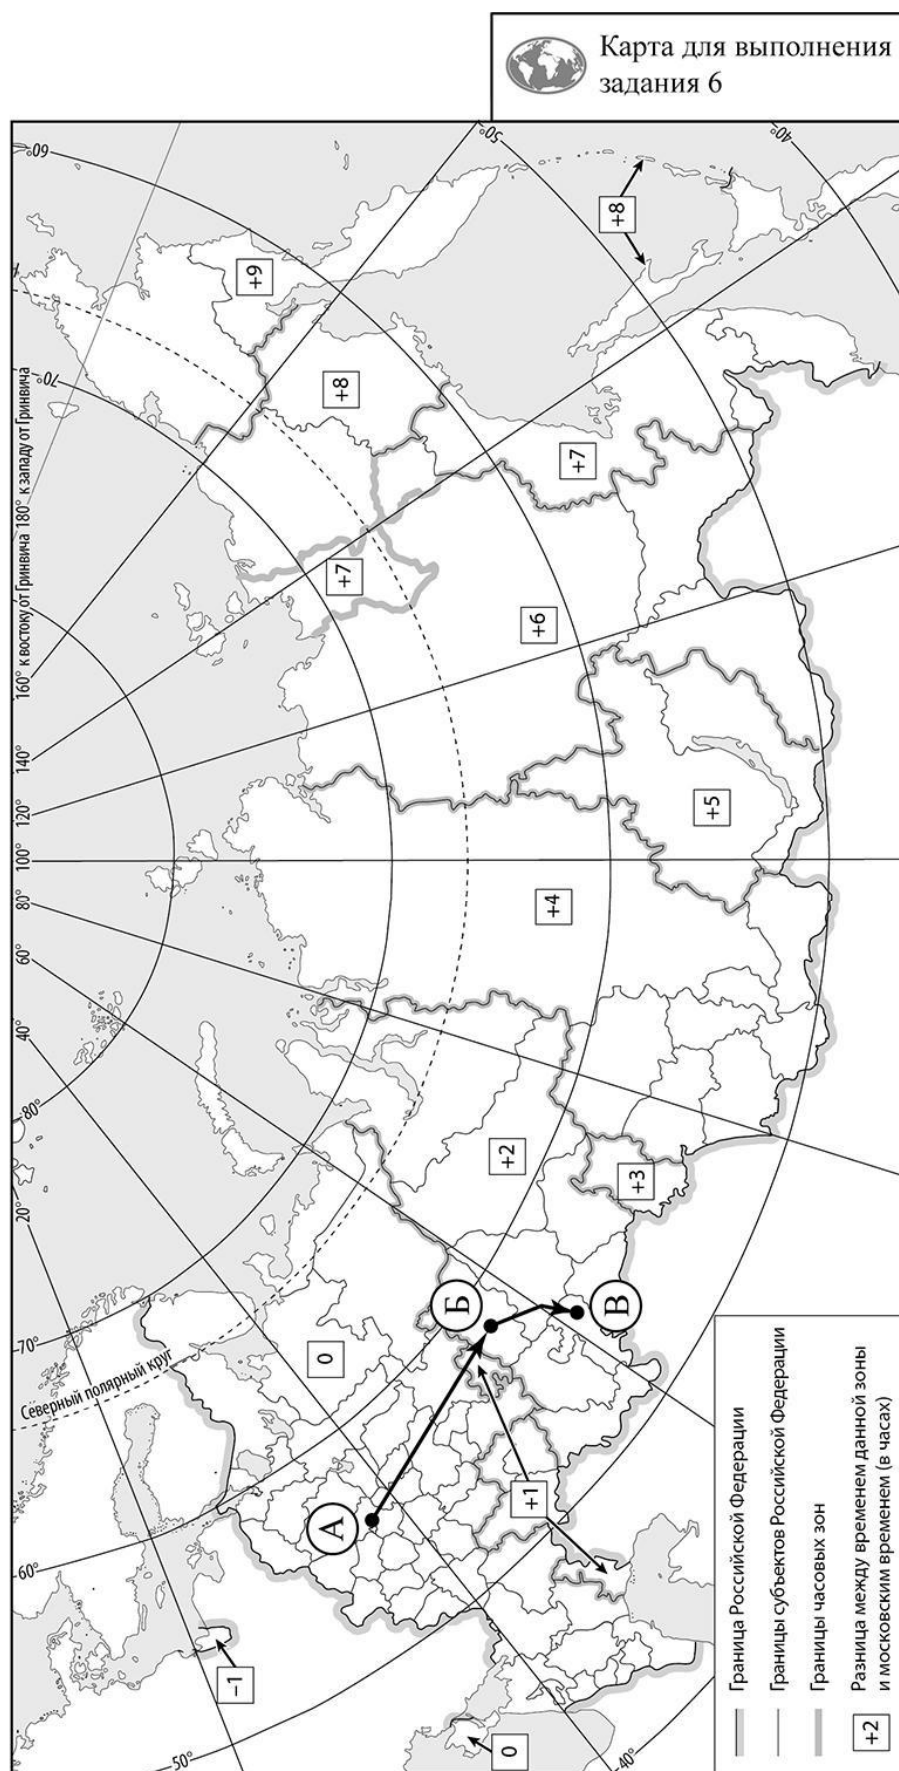 Карта для выполнения
задания 6
60°
50°
40°
+9
+8
+8
70°
+7
+7
+6
160° к востоку от Гринвича 180° к западу от Гринвича
140°
120°
100°
80°
60°
40°
20°
80°
70°
60°
50°
40°
+5
+4
+2
+3
0
Северный полярный круг
А
Б
В
+1
−1
0
Граница Российской Федерации
Границы субъектов Российской Федерации
Границы часовых зон
+2
Разница между временем данной зоны
и московским временем (в часах)